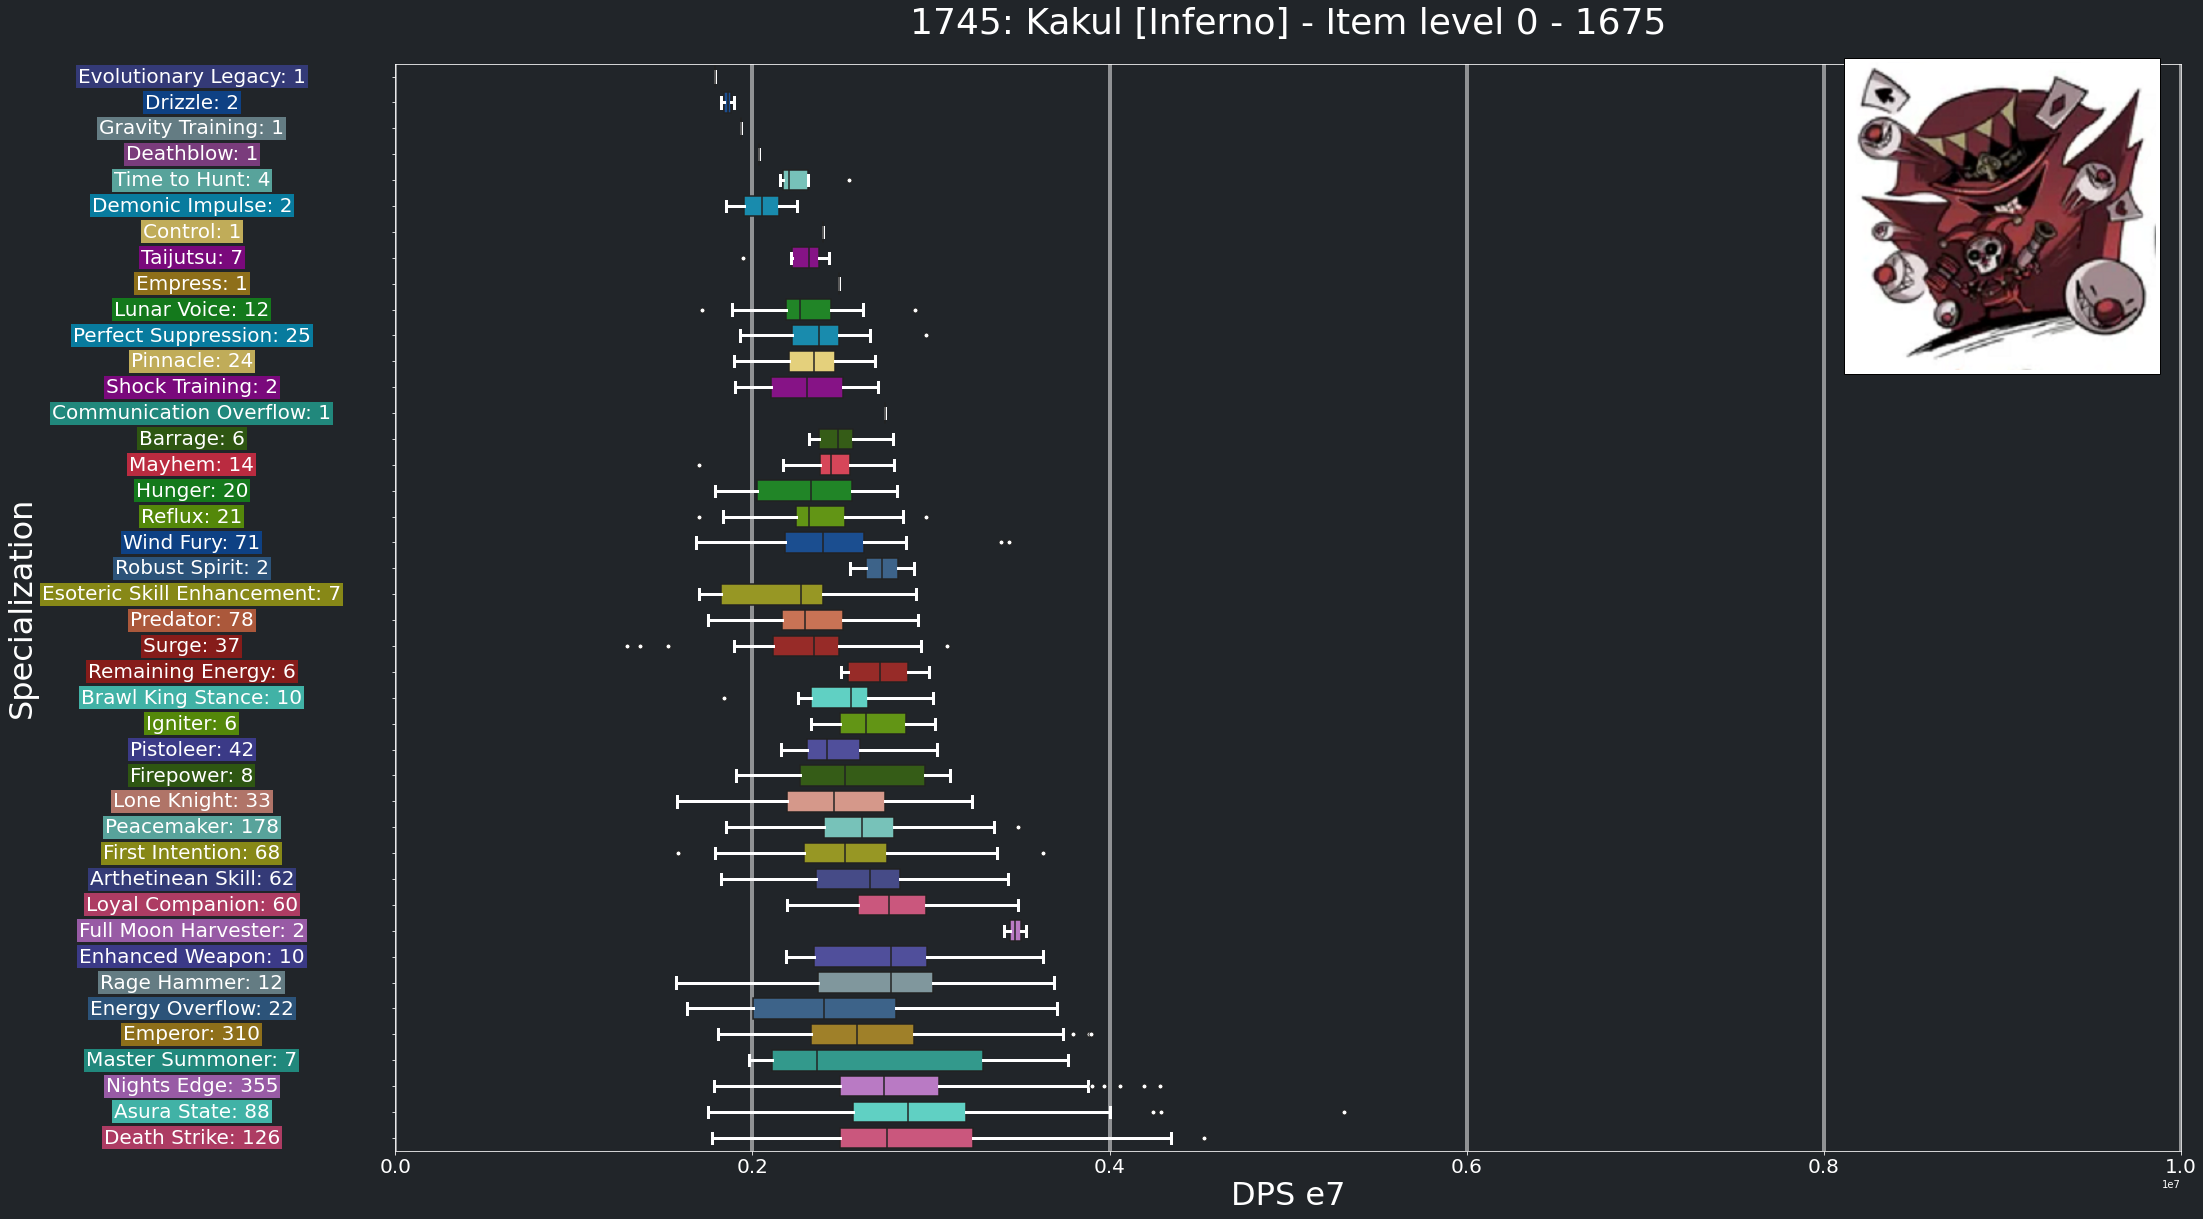 1745: Kakul [Inferno] - Item level 0 - 1675
Specialization
Evolutionary Legacy: 1
Drizzle: 2
Gravity Training: 1
Deathblow: 1
Time to Hunt: 4
Demonic Impulse: 2
Control: 1
Taijutsu: 7
Empress: 1
Lunar Voice: 12
Perfect Suppression: 25
Pinnacle: 24
Shock Training: 2
Communication Overflow: 1
Barrage: 6
Mayhem: 14
Hunger: 20
Reflux: 21
Wind Fury: 71
Robust Spirit: 2
Esoteric Skill Enhancement: 7
Predator: 78
Surge: 37
Remaining Energy: 6
Brawl King Stance: 10
Igniter: 6
Pistoleer: 42
Firepower: 8
Lone Knight: 33
Peacemaker: 178
First Intention: 68
Arthetinean Skill: 62
Loyal Companion: 60
Full Moon Harvester: 2
Enhanced Weapon: 10
Rage Hammer: 12
Energy Overflow: 22
Emperor: 310
Master Summoner: 7
Nights Edge: 355
Asura State: 88
Death Strike: 126
0.0 0.2 0.4 0.6 0.8 1.0
1e7
DPS e7